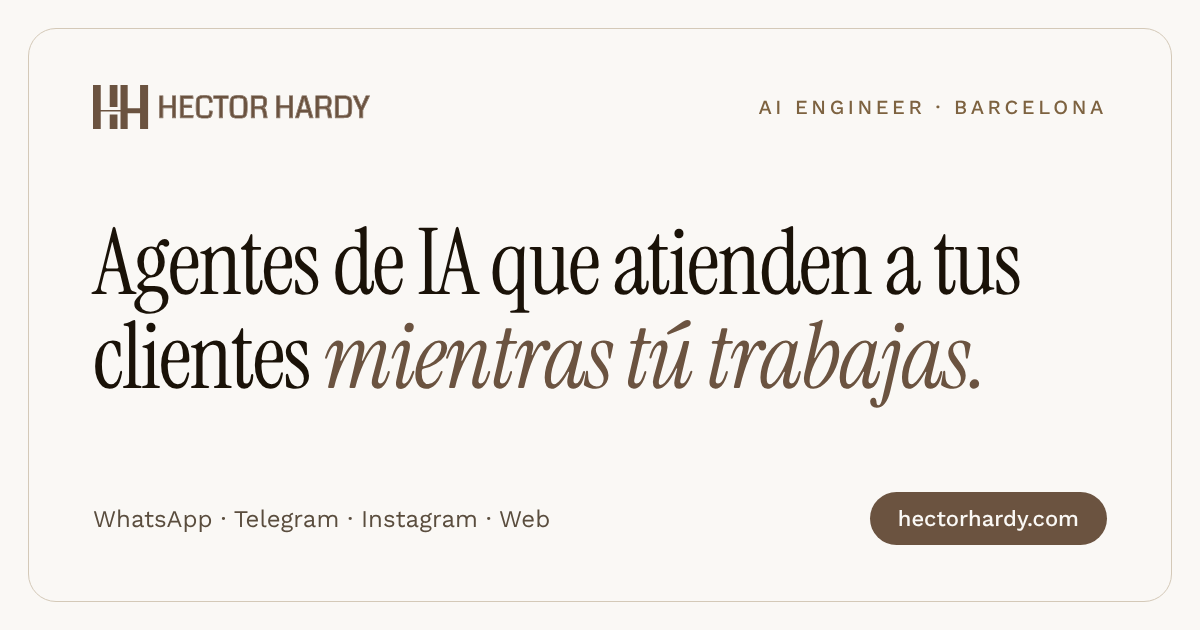 HECTOR HARDY
AI ENGINEER · BARCELONA
Agentes de IA que atienden a tus
clientes mientras tú trabajas.
WhatsApp · Telegram · Instagram · Web
hectorhardy.com